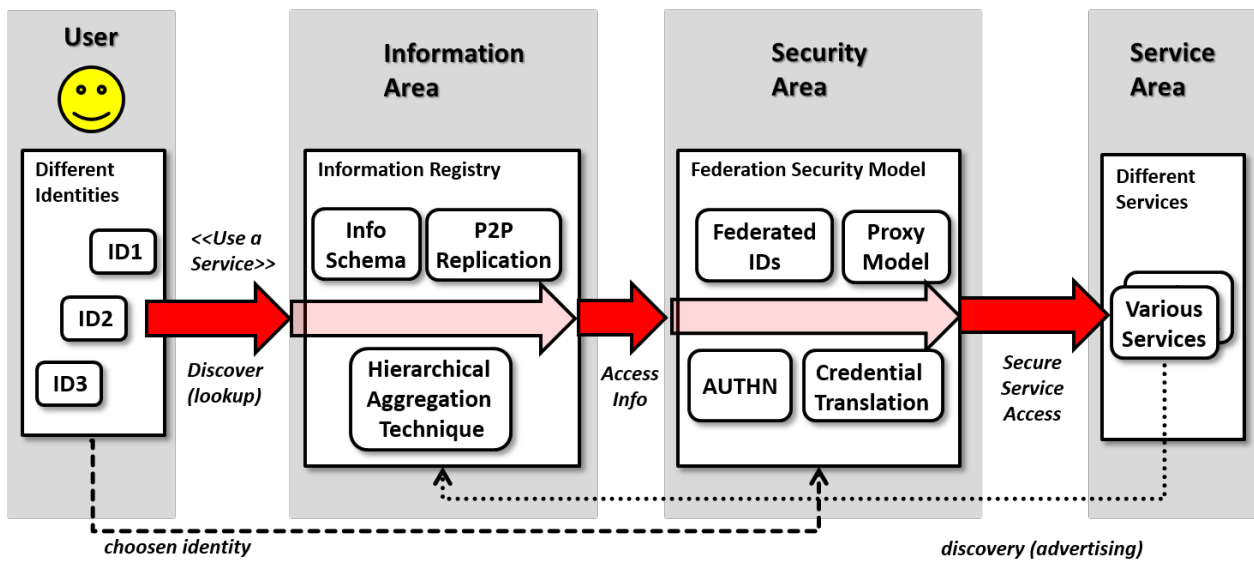 User
Different
Identities
ID1
ID2
ID3
<<Use a
Service>>
Discover
(lookup)
Information
Area
Information Registry
Info
Schema
P2P
Replication
Hierarchical
Aggregation
Technique
Access
Info
Security
Area
Federation Security Model
Federated
IDs
Proxy
Model
AUTHN
Credential
Translation
Secure
Service
Access
Service
Area
Different
Services
Various
Services
choosen identity
discovery (advertising)